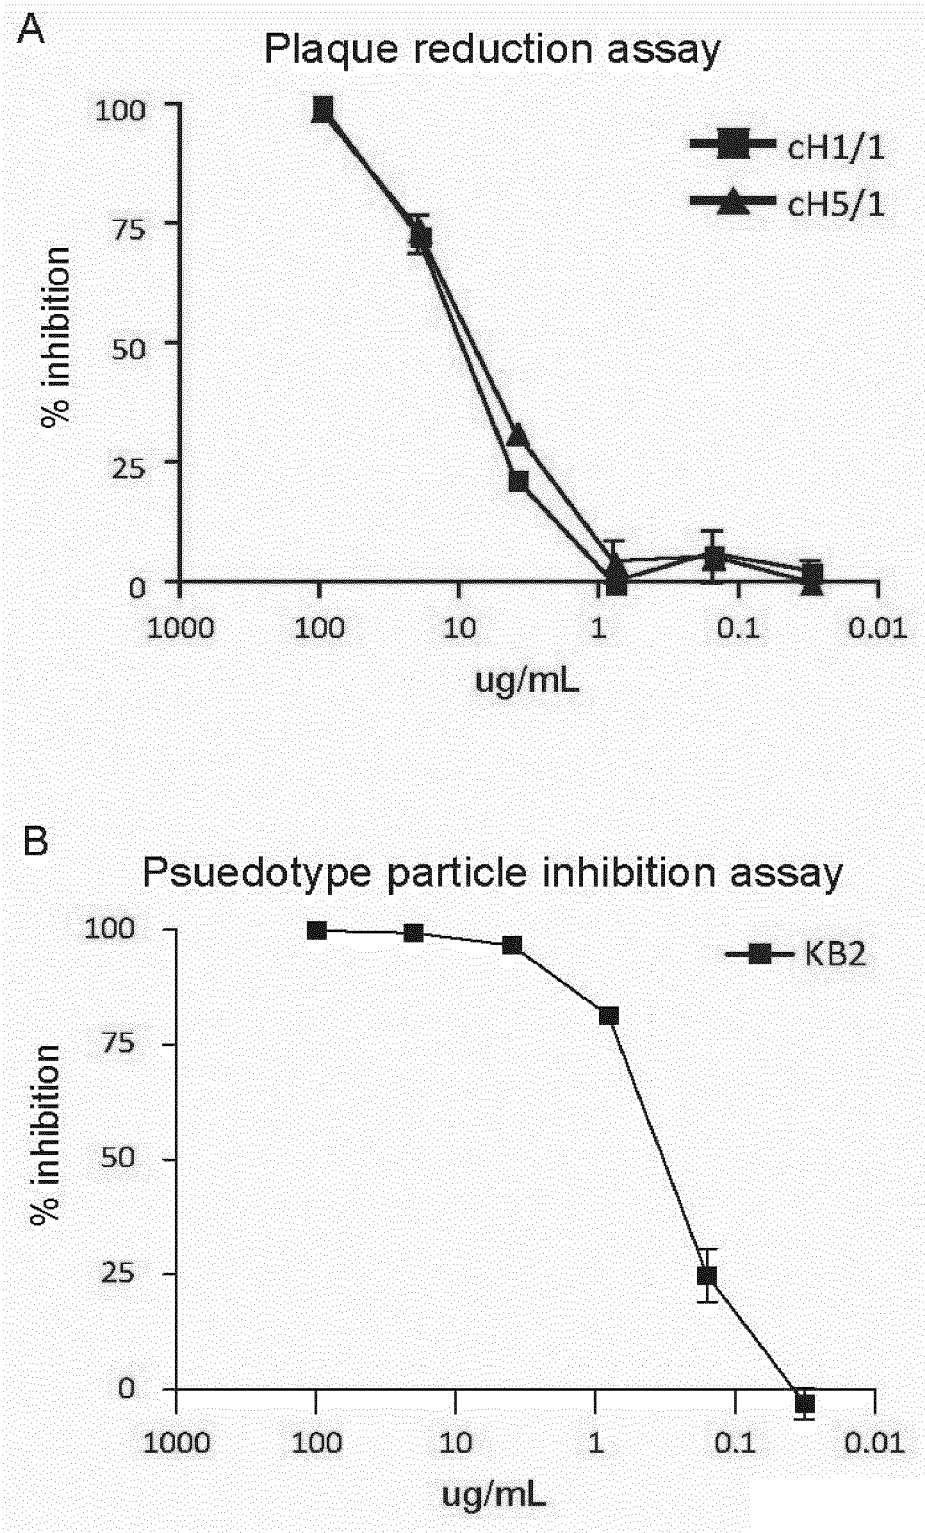 A
Plaque reduction assay
100
75
50
25
0
% inhibition
cH1/1
cH5/1
1000 100 10 1 0.1 0.01
ug/mL
B
Psuedotype particle inhibition assay
100
75
50
25
0
% inhibition
KB2
1000 100 10 1 0.1 0.01
ug/mL